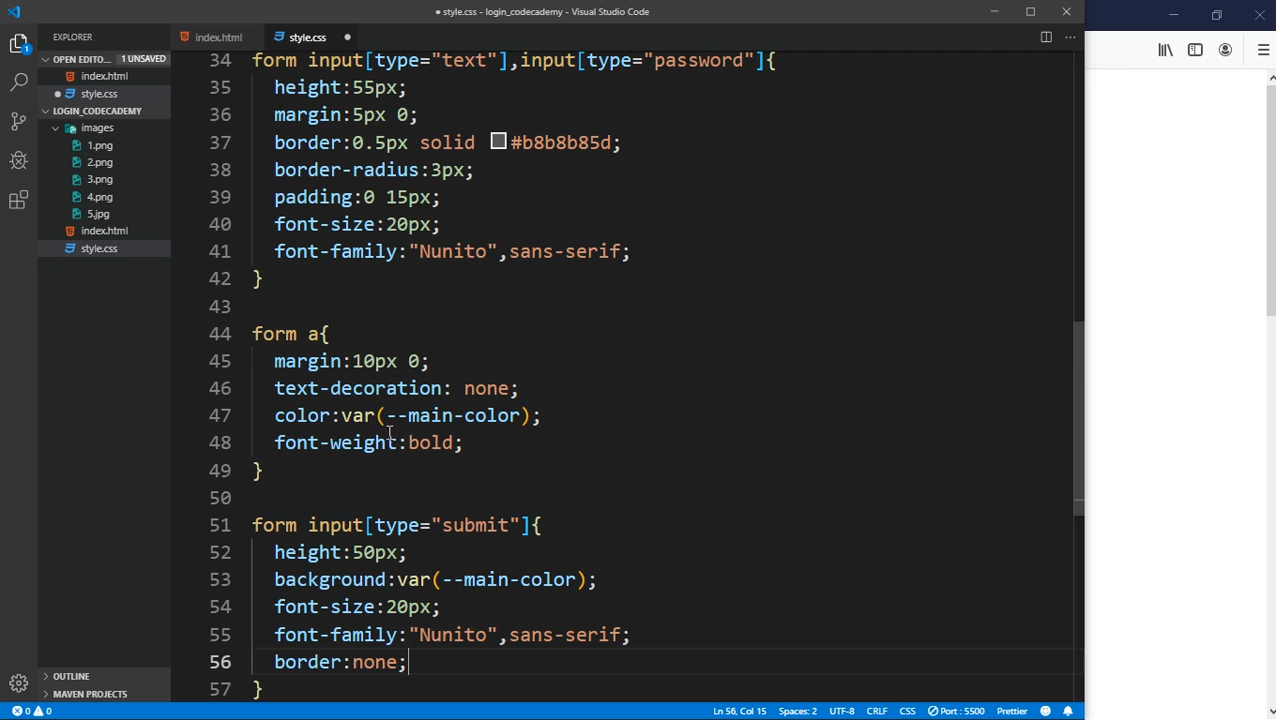 ● style.css - login_codecademy - Visual Studio Code
EXPLORER
index.html
style.css ●
OPEN EDITO... 1 UNSAVED
index.html
● style.css
LOGIN_CODECADEMY
images
1.png
2.png
3.png
4.png
5.jpg
index.html
style.css
OUTLINE
MAVEN PROJECTS
1
34 form input[type="text"],input[type="password"]{
35 height:55px;
36 margin:5px 0;
37 border:0.5px solid #b8b8b85d;
38 border-radius:3px;
39 padding:0 15px;
40 font-size:20px;
41 font-family:"Nunito",sans-serif;
42 }
43
44 form a{
45 margin:10px 0;
46 text-decoration: none;
47 color:var(--main-color);
48 font-weight:bold;
49 }
50
51 form input[type="submit"]{
52 height:50px;
53 background:var(--main-color);
54 font-size:20px;
55 font-family:"Nunito",sans-serif;
56 border:none;
57 }
0 0 Ln 56, Col 15 Spaces: 2 UTF-8 CRLF CSS Port : 5500 Prettier